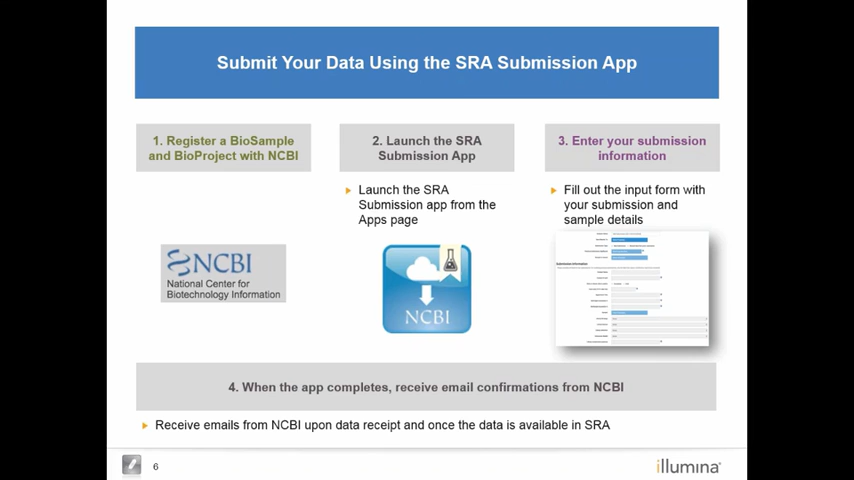 Submit Your Data Using the SRA Submission App
1. Register a BioSample
and BioProject with NCBI
2. Launch the SRA
Submission App
3. Enter your submission
information
Launch the SRA
Submission app from the
Apps page
Fill out the input form with
your submission and
sample details
NCBI
National Center for
Biotechnology Information
NCBI
4. When the app completes, receive email confirmations from NCBI
Receive emails from NCBI upon data receipt and once the data is available in SRA
6
illumina